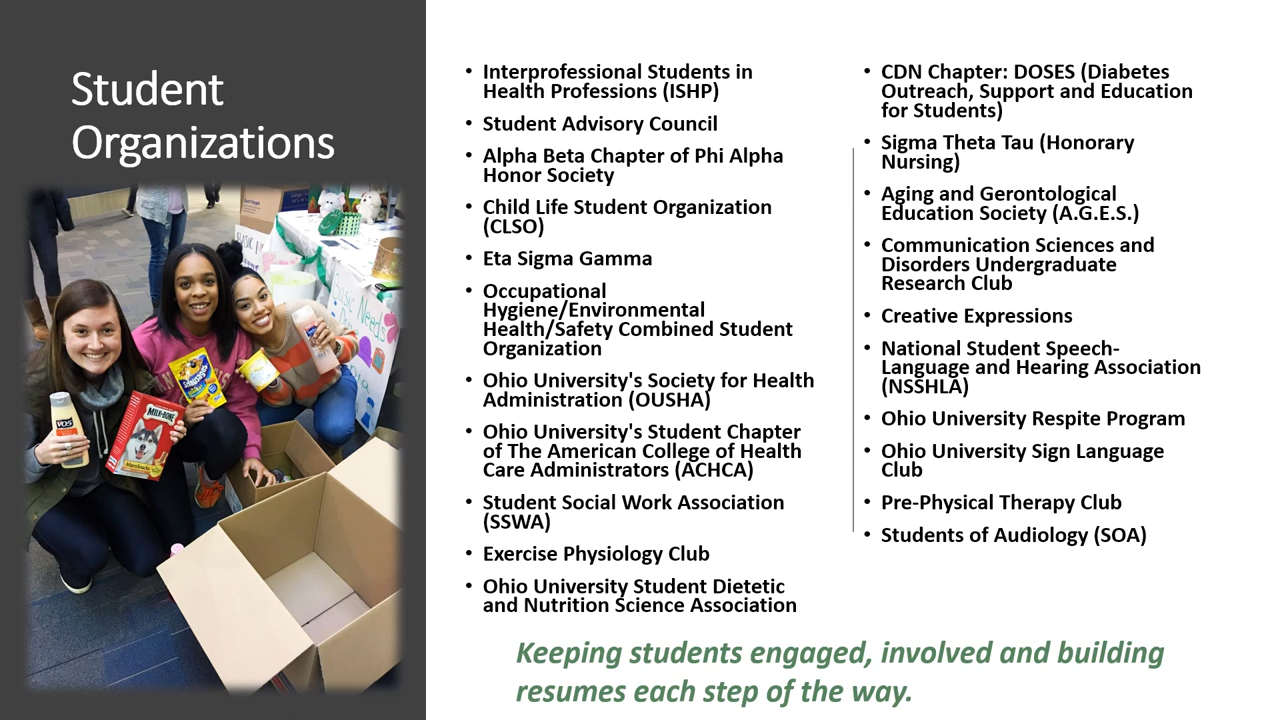 Student
Organizations
BASIC N
Basic Needs
VO5
MILK-BONE
MaroSnacks
• Interprofessional Students in
Health Professions (ISHP)
• Student Advisory Council
• Alpha Beta Chapter of Phi Alpha
Honor Society
• Child Life Student Organization
(CLSO)
• Eta Sigma Gamma
• Occupational
Hygiene/Environmental
Health/Safety Combined Student
Organization
• Ohio University's Society for Health
Administration (OUSHA)
• Ohio University's Student Chapter
of The American College of Health
Care Administrators (ACHCA)
• Student Social Work Association
(SSWA)
• Exercise Physiology Club
• Ohio University Student Dietetic
and Nutrition Science Association
• CDN Chapter: DOSES (Diabetes
Outreach, Support and Education
for Students)
• Sigma Theta Tau (Honorary
Nursing)
• Aging and Gerontological
Education Society (A.G.E.S.)
• Communication Sciences and
Disorders Undergraduate
Research Club
• Creative Expressions
• National Student Speech-
Language and Hearing Association
(NSSHLA)
• Ohio University Respite Program
• Ohio University Sign Language
Club
• Pre-Physical Therapy Club
• Students of Audiology (SOA)
Keeping students engaged, involved and building
resumes each step of the way.